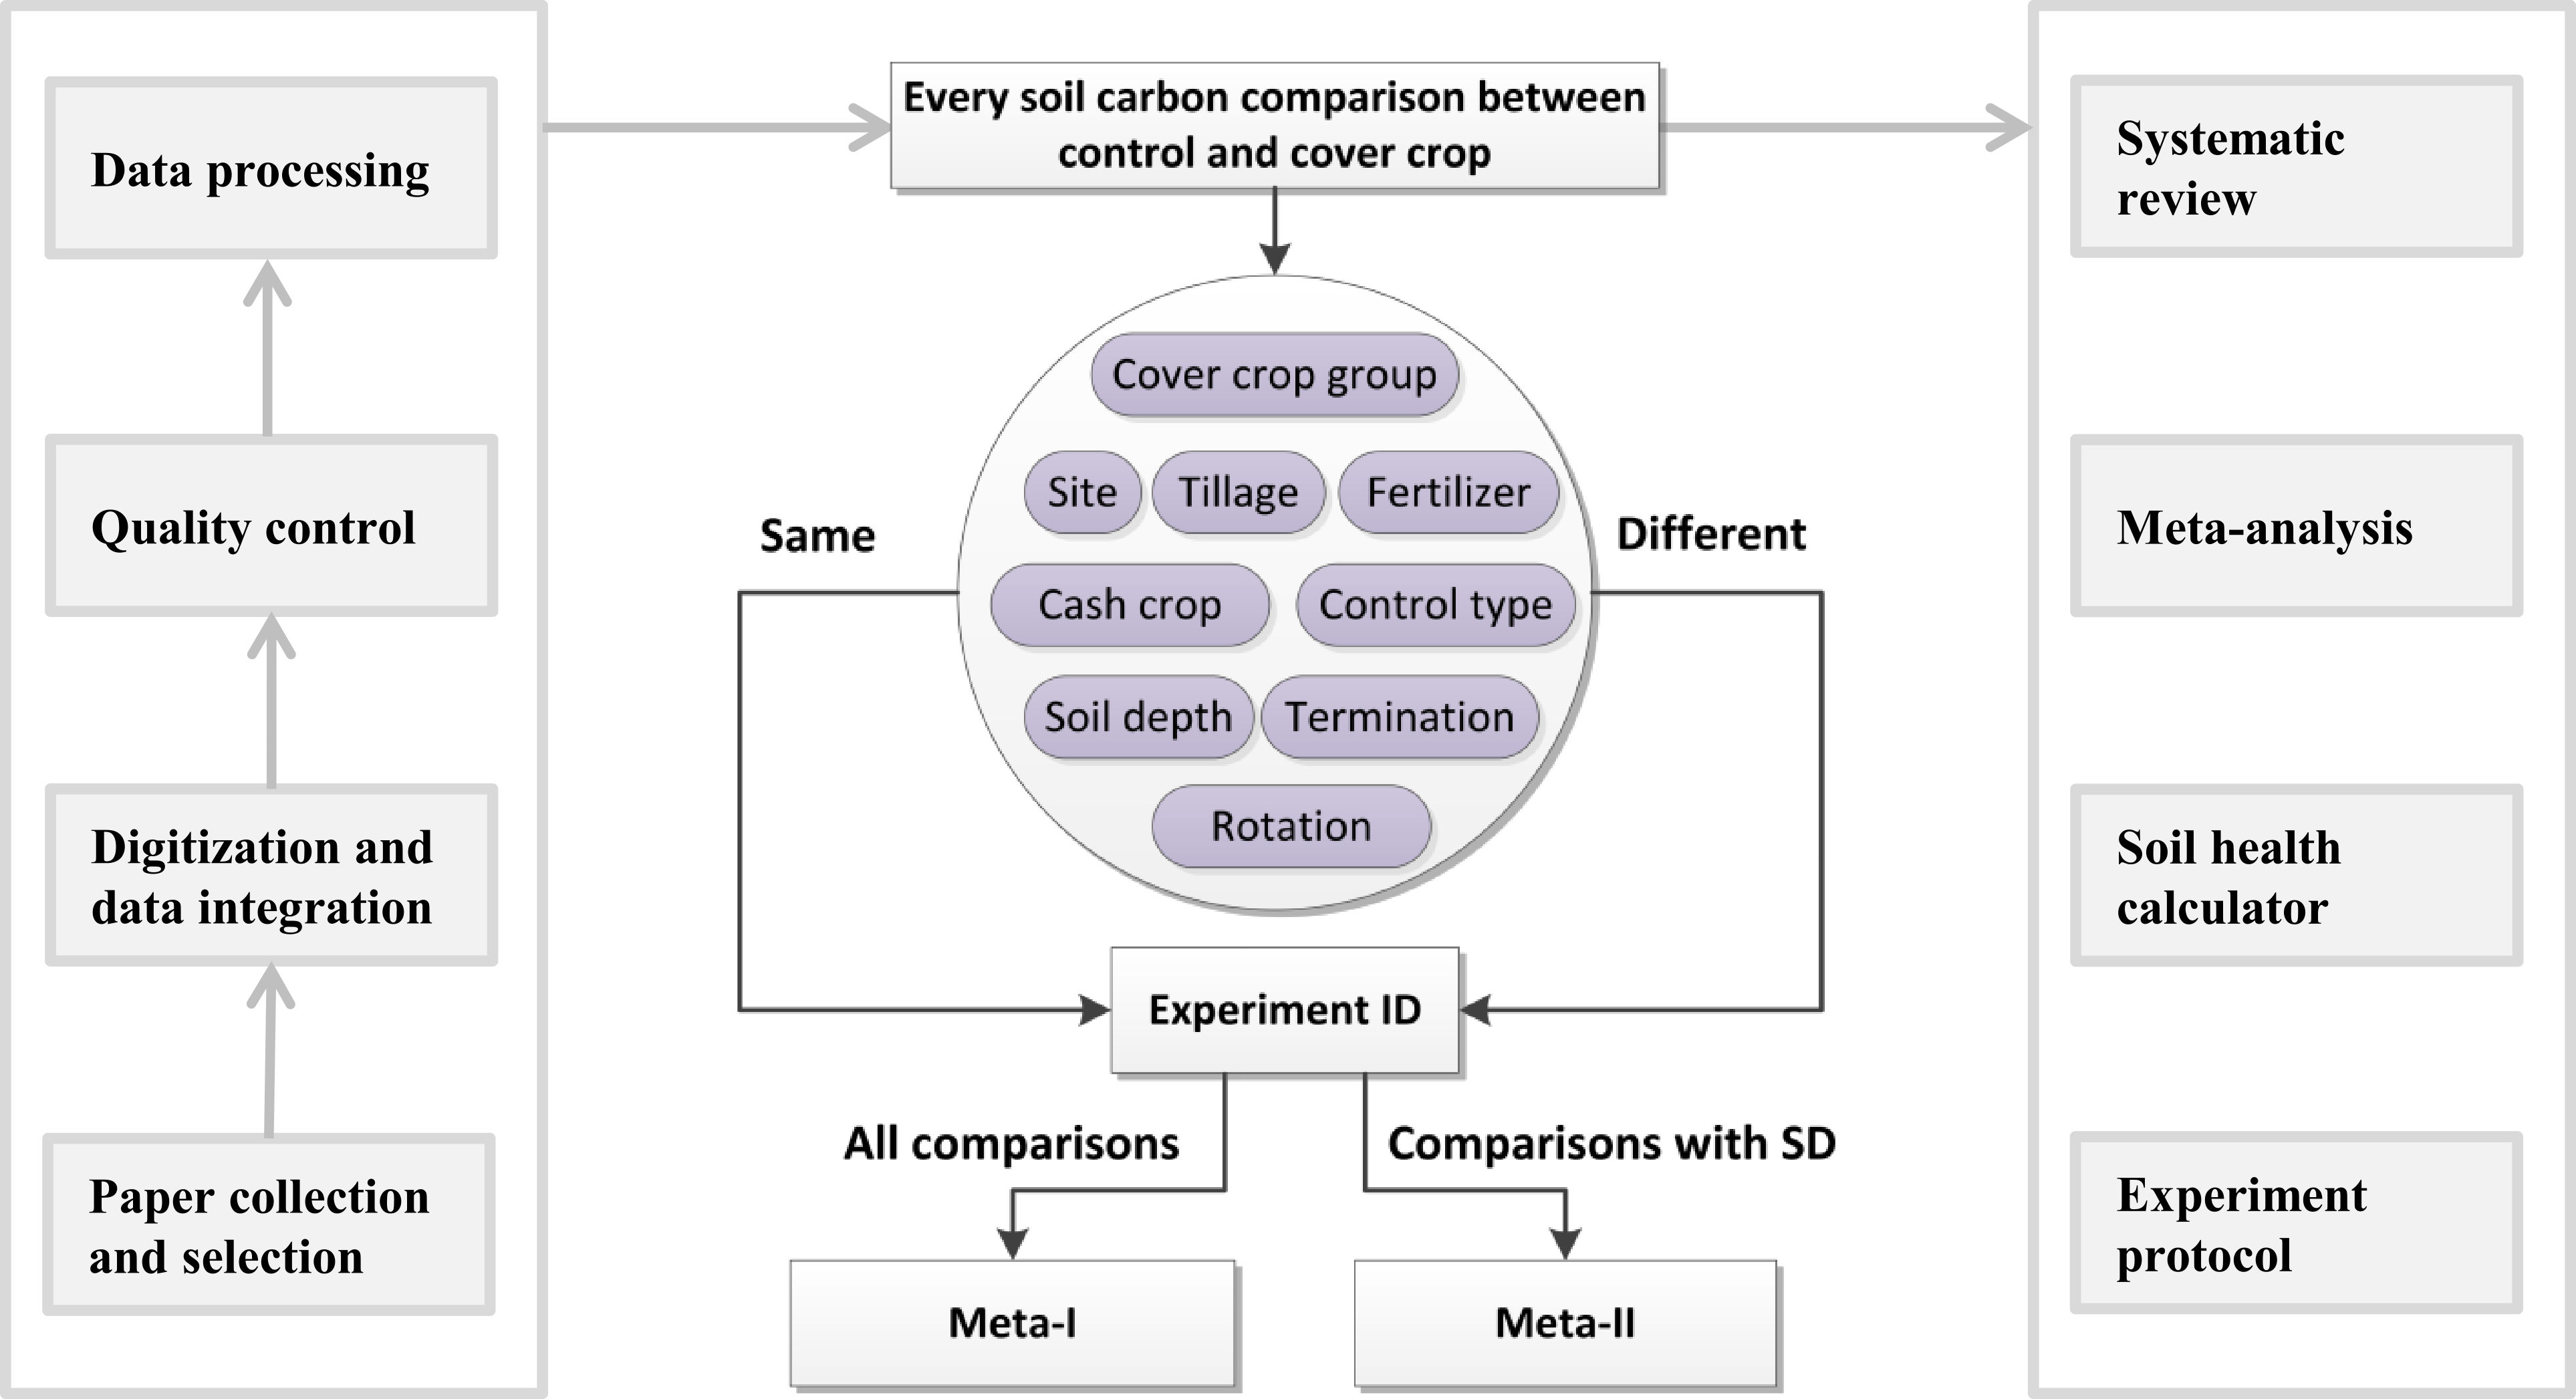 Data processing
Quality control
Digitization and
data integration
Paper collection
and selection
Every soil carbon comparison between
control and cover crop
Cover crop group
Site
Tillage
Fertilizer
Cash crop
Control type
Soil depth
Termination
Rotation
Same
Different
Experiment ID
All comparisons
Comparisons with SD
Meta-I
Meta-II
Systematic
review
Meta-analysis
Soil health
calculator
Experiment
protocol